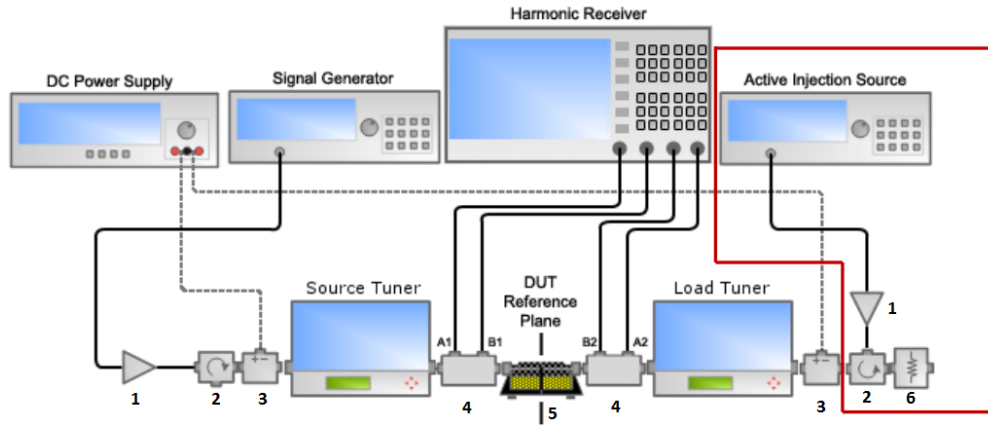 Harmonic Receiver
DC Power Supply
Signal Generator
Active Injection Source
Source Tuner
DUT
Reference
Plane
Load Tuner
A1
B1
B2
A2
+ -
+ -
1
1
2
3
4
5
4
3
2
6